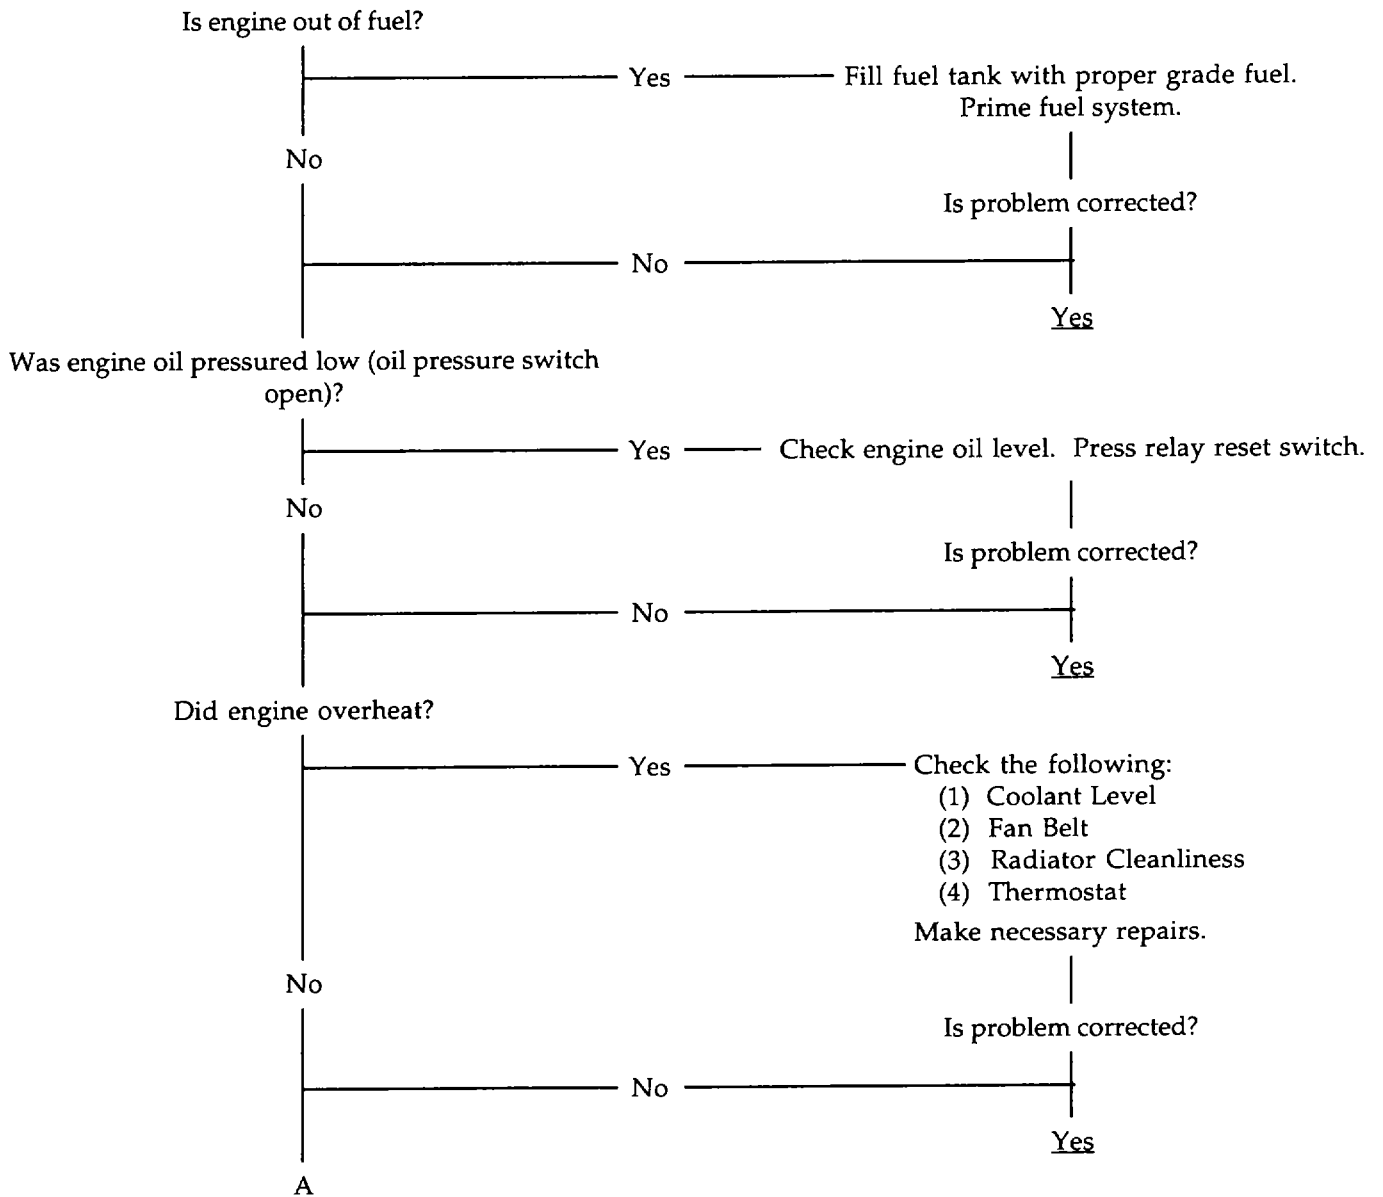 Is engine out of fuel?
Yes
Fill fuel tank with proper grade fuel.
Prime fuel system.
No
Is problem corrected?
No
Yes
Was engine oil pressured low (oil pressure switch
open)?
Yes
Check engine oil level. Press relay reset switch.
No
Is problem corrected?
No
Yes
Did engine overheat?
Yes
Check the following:
(1) Coolant Level
(2) Fan Belt
(3) Radiator Cleanliness
(4) Thermostat
Make necessary repairs.
No
Is problem corrected?
No
Yes
A